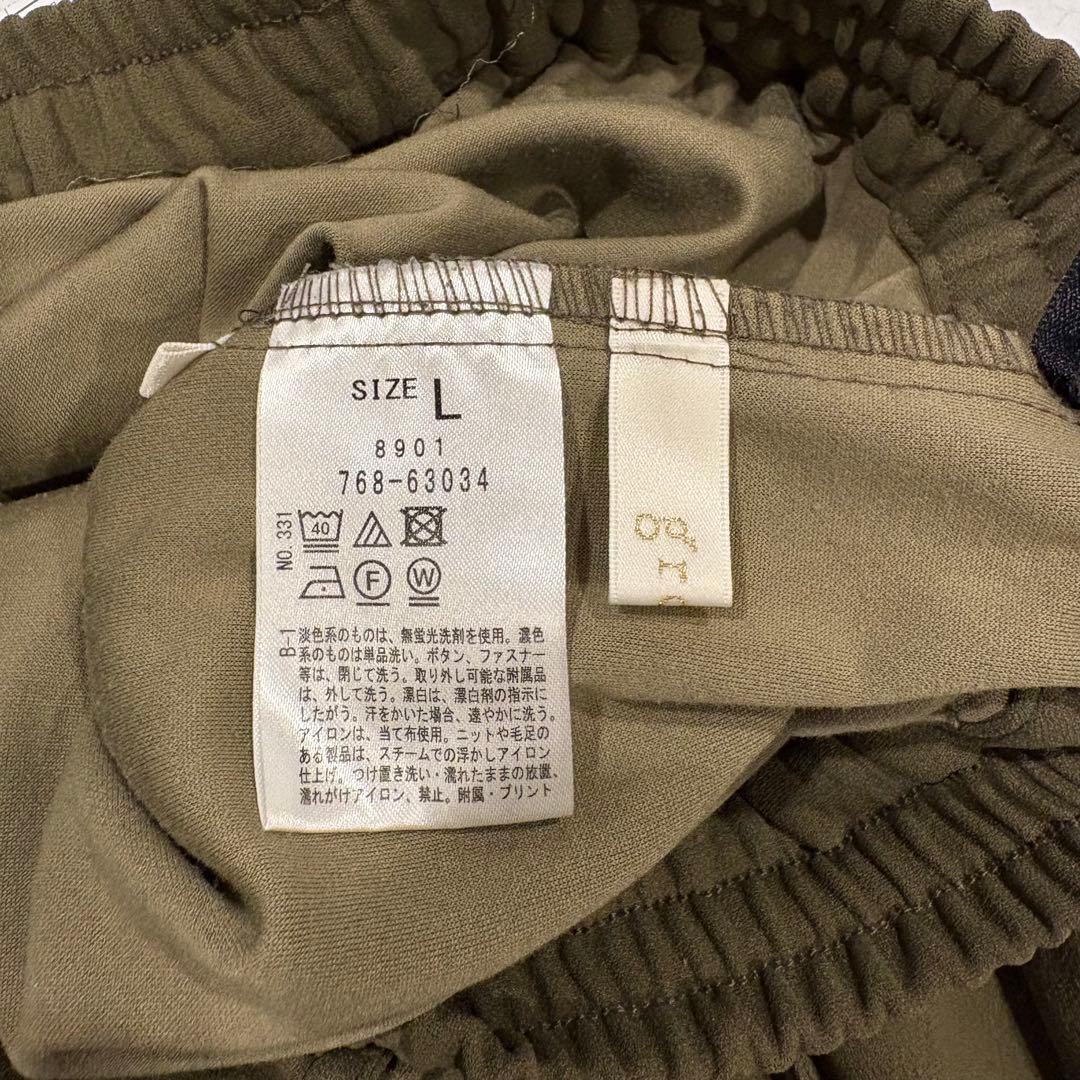 SIZE L
8901
768-63034
NO.331
40
F
W
B-1
淡色系のものは、無蛍光洗剤を使用。濃色
系のものは単品洗い。ボタン、ファスナー
等は、閉じて洗う。取り外し可能な附属品
は、外して洗う。漂白は、漂白剤の指示に
したがう。汗をかいた場合、速やかに洗う。
アイロンは、当て布使用。ニットや毛足の
ある製品は、スチームでの浮かしアイロン
仕上げ。つけ置き洗い・濡れたままの放置、
濡れがけアイロン、禁止。附属・プリント